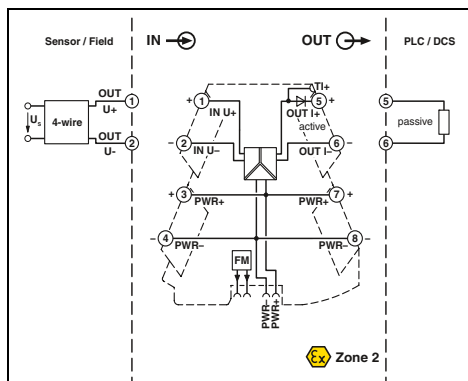 Sensor / Field IN OUT PLC / DCS
OUT
U+
1
Us
4-wire
OUT
U-
2
+ 1
IN U+
TI+
5 +
OUT I+
active
– 2
IN U–
6 –
OUT I–
+ 3
PWR+
7 +
PWR+
– 4
PWR–
8 –
PWR–
FM
PWR–
PWR+
5
passive
6
Ex Zone 2